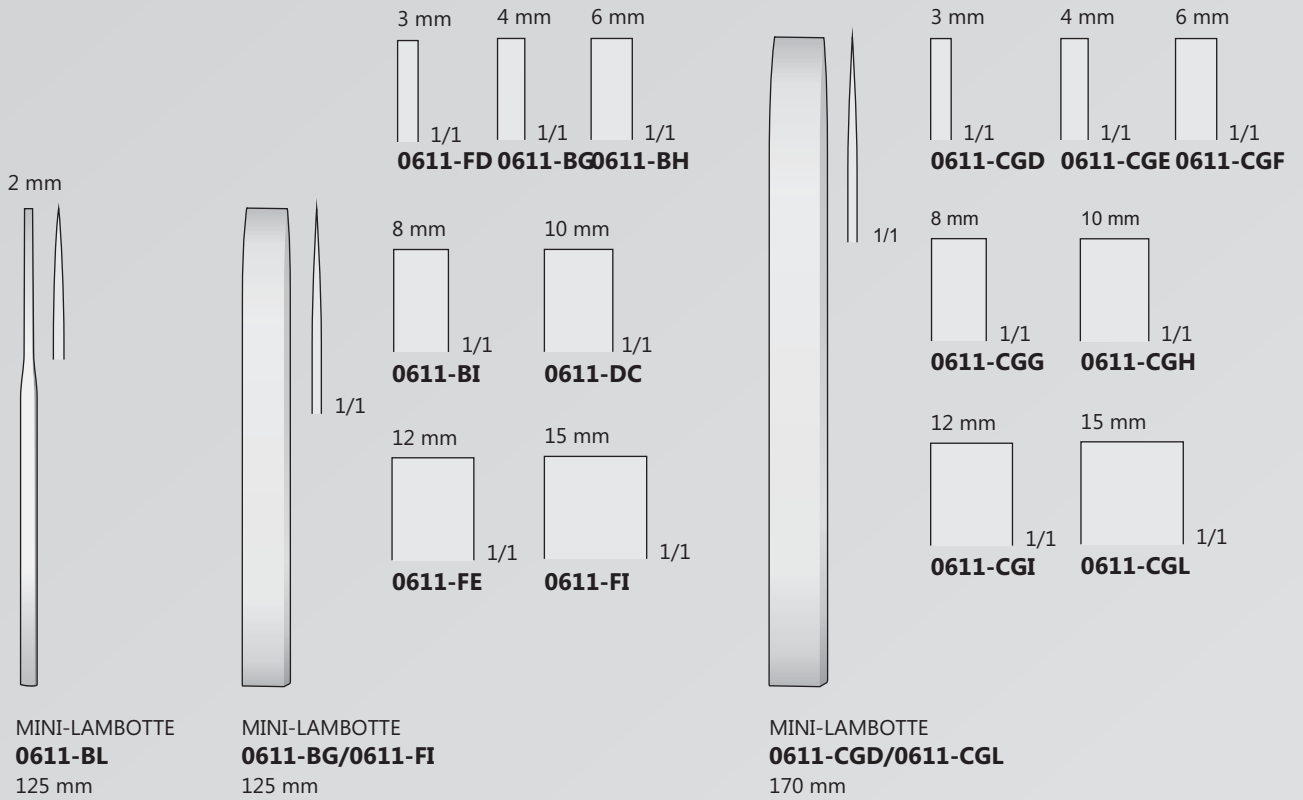 2 mm
MINI-LAMBOTTE
0611-BL
125 mm
1/1
MINI-LAMBOTTE
0611-BG/0611-FI
125 mm
3 mm 4 mm 6 mm
1/1 1/1 1/1
0611-FD 0611-BG 0611-BH
8 mm 10 mm
1/1 1/1
0611-BI 0611-DC
12 mm 15 mm
1/1 1/1
0611-FE 0611-FI
1/1
MINI-LAMBOTTE
0611-CGD/0611-CGL
170 mm
3 mm 4 mm 6 mm
1/1 1/1 1/1
0611-CGD 0611-CGE 0611-CGF
8 mm 10 mm
1/1 1/1
0611-CGG 0611-CGH
12 mm 15 mm
1/1 1/1
0611-CGI 0611-CGL